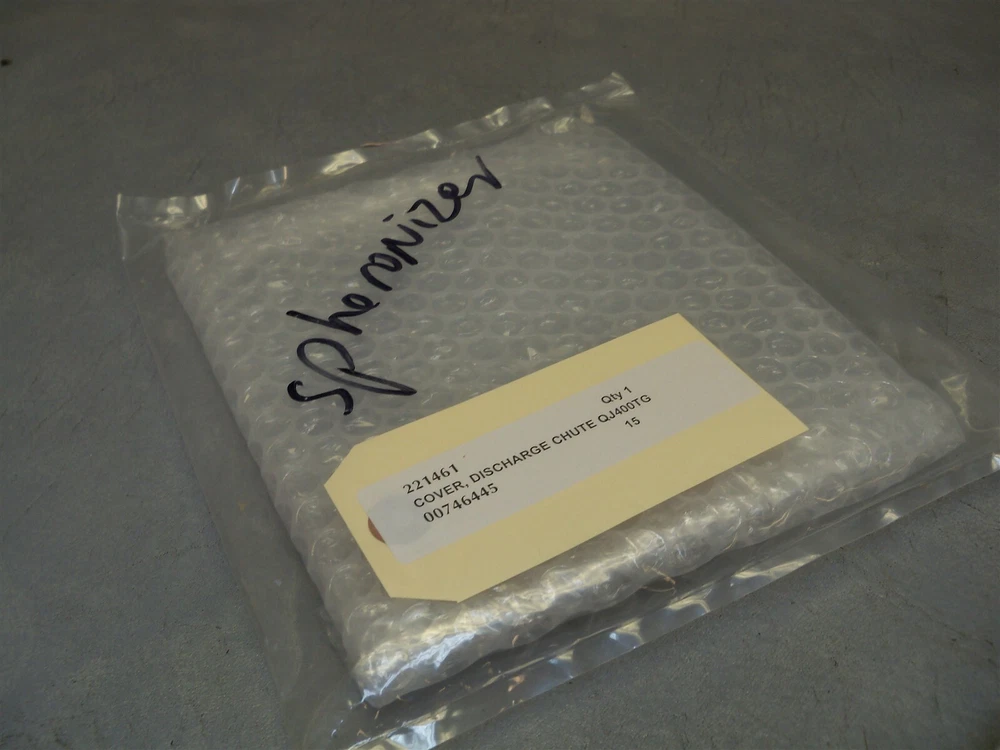 Spheronizer
221461 Qty 1
COVER, DISCHARGE CHUTE QJ400TG
00746445 15